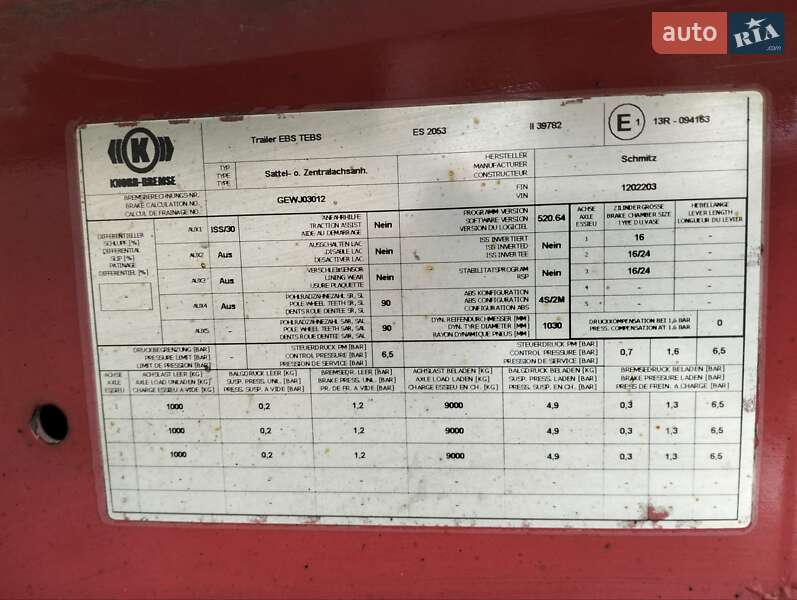 auto RIA .com
K
KNORR-BREMSE
Trailer EBS TEBS ES 2053 II 39782 E 1 13R - 094163
TYP
TYPE
TYPE
Sattel- o. Zentralachsanh.
HERSTELLER
MANUFACTURER
CONSTRUCTEUR
Schmitz
BREMSBERECHNUNGS-NR.
BRAKE CALCULATION NO.
CALCUL DE FRAINAGE NO.
GEWJ03012
FIN
VIN
1202203
DIFFERENTIELLER
SCHLUPF [%]
DIFFERENTIAL
SLIP [%]
PATINAGE
DIFFERENTIEL [%]
AUX1 ISS/30
AUX2 Aus
AUX3 Aus
AUX4 Aus
AUX5 -
ANFAHRHILFE
TRACTION ASSIST
AIDE AU DEMARRAGE
Nein
AUSSCHALTEN LAC
DISABLE LAC
DESACTIVER LAC
Nein
VERSCHLEIßSENSOR
LINING WEAR
USURE PLAQUETTE
Nein
POHLRADZÄHNEZAHL SR, SL
POLE WHEEL TEETH SR, SL
DENTS ROUE DENTEE SR, SL
90
POHLRADZÄHNEZAHL SAR, SAL
POLE WHEEL TEETH SAR, SAL
DENTS ROUE DENTEE SAR, SAL
90
PROGRAMM VERSION
SOFTWARE VERSION
VERSION DU LOGICIEL
520.64
ISS INVERTIERT
ISS INVERTED
ISS INVERTEE
Nein
STABILITÄTSPROGRAM
RSP
Nein
ABS KONFIGURATION
ABS CONFIGURATION
CONFIGURATION ABS
4S/2M
DYN. REIFENDURCHMESSER [MM]
DYN. TYRE DIAMETER [MM]
RAYON DYNAMIQUE PNEUS [MM]
1030
ACHSE
AXLE
ESSIEU
ZILINDERGRÖSSE
BRAKE CHAMBER SIZE
TYPE DU VASE
HEBELLÄNGE
LEVER LENGTH
LONGUEUR DU LEVIER
1 16 -
2 16/24 -
3 16/24 -
4 - -
5 - -
DRUCKKOMPENSATION BEI 1,6 BAR
PRESS. COMPENSATION AT 1.6 BAR
0
DRUCKBEGRENZUNG [BAR]
PRESSURE LIMIT [BAR]
LIMIT DE PRESSION [BAR]
-
STEUERDRUCK PM [BAR]
CONTROL PRESSURE [BAR]
PRESSION DE SERVICE [BAR]
6,5
STEUERDRUCK PM [BAR]
CONTROL PRESSURE [BAR]
PRESSION DE SERVICE [BAR]
0,7 1,6 6,5
ACHSE
AXLE
ESSIEU
ACHSLAST LEER [KG]
AXLE LOAD UNLADEN [KG]
CHARGE ESSIEU A VIDE [KG]
BALGDRUCK LEER [BAR]
SUSP. PRESS. UNL. [BAR]
PRESS. SUSP. A VIDE [BAR]
BREMSEDR. LEER [BAR]
BRAKE PRESS. UNL. [BAR]
PR. DE FR. A VIDE [BAR]
ACHSLAST BELADEN [KG]
AXLE LOAD LADEN [KG]
CHARGE ESSIEU EN CH. [KG]
BALGDRUCK BELADEN [BAR]
SUSP. PRESS. LADEN [BAR]
PRESS. SUSP. EN CH. [BAR]
BREMSEDRUCK BELADEN [BAR]
BRAKE PRESSURE LADEN [BAR]
PRESS DE FREIN. A CHARGE [BAR]
1 1000 0,2 1,2 9000 4,9 0,3 1,3 6,5
2 1000 0,2 1,2 9000 4,9 0,3 1,3 6,5
3 1000 0,2 1,2 9000 4,9 0,3 1,3 6,5
- - - - - - - -
- - - - - - - -